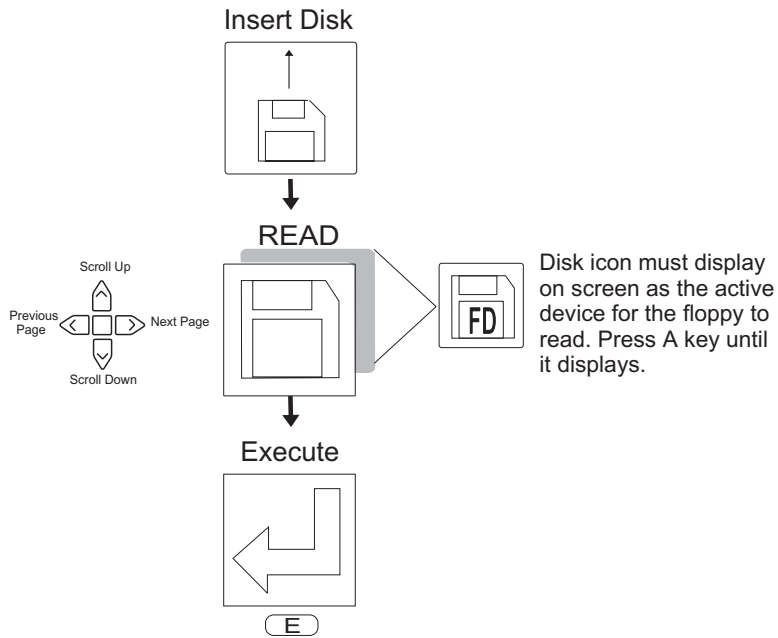 Insert Disk
READ
Scroll Up
Previous
Page
Next Page
Scroll Down
FD
Disk icon must display
on screen as the active
device for the floppy to
read. Press A key until
it displays.
Execute
E